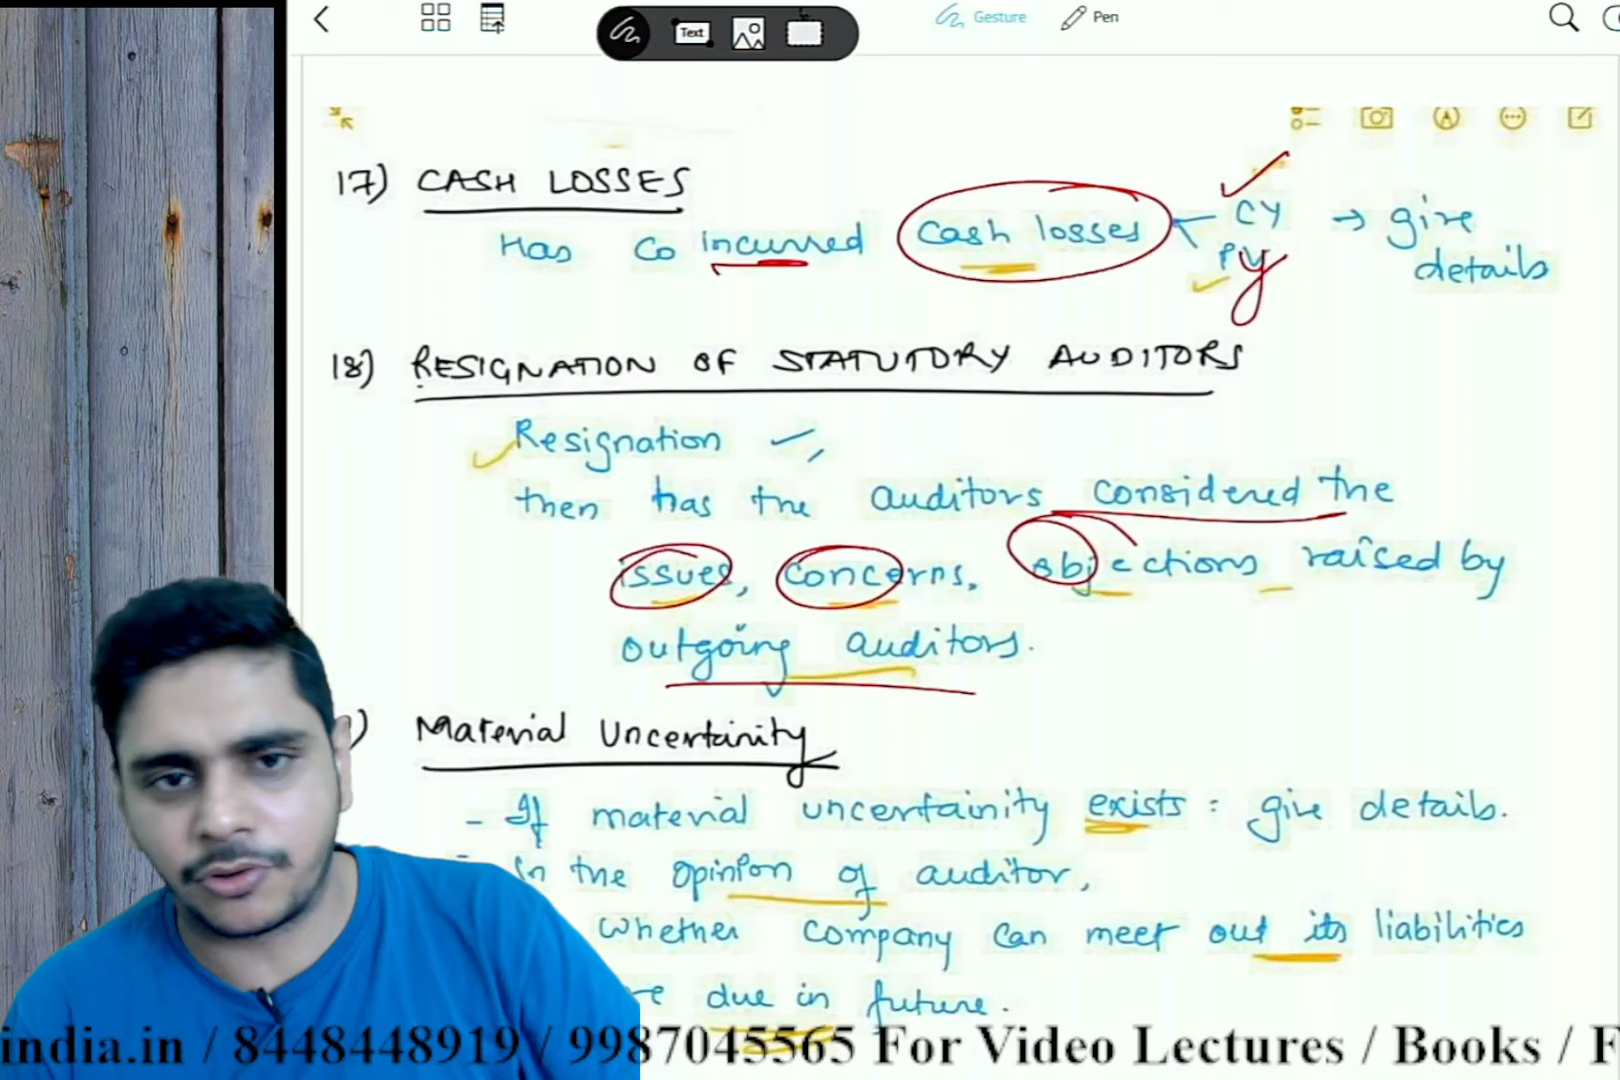 Text Gesture Pen
17) CASH LOSSES
Has Co incurred cash losses CY → give
PY details
18) RESIGNATION OF STATUTORY AUDITORS
Resignation
then has the auditors considered the
issues, concerns, objections raised by
outgoing auditors.
) Material Uncertainity
- If material uncertainity exists : give details.
- In the opinion of auditor,
whether company can meet out its liabilities
due in future.
india.in / 8448448919 / 9987045565 For Video Lectures / Books / F